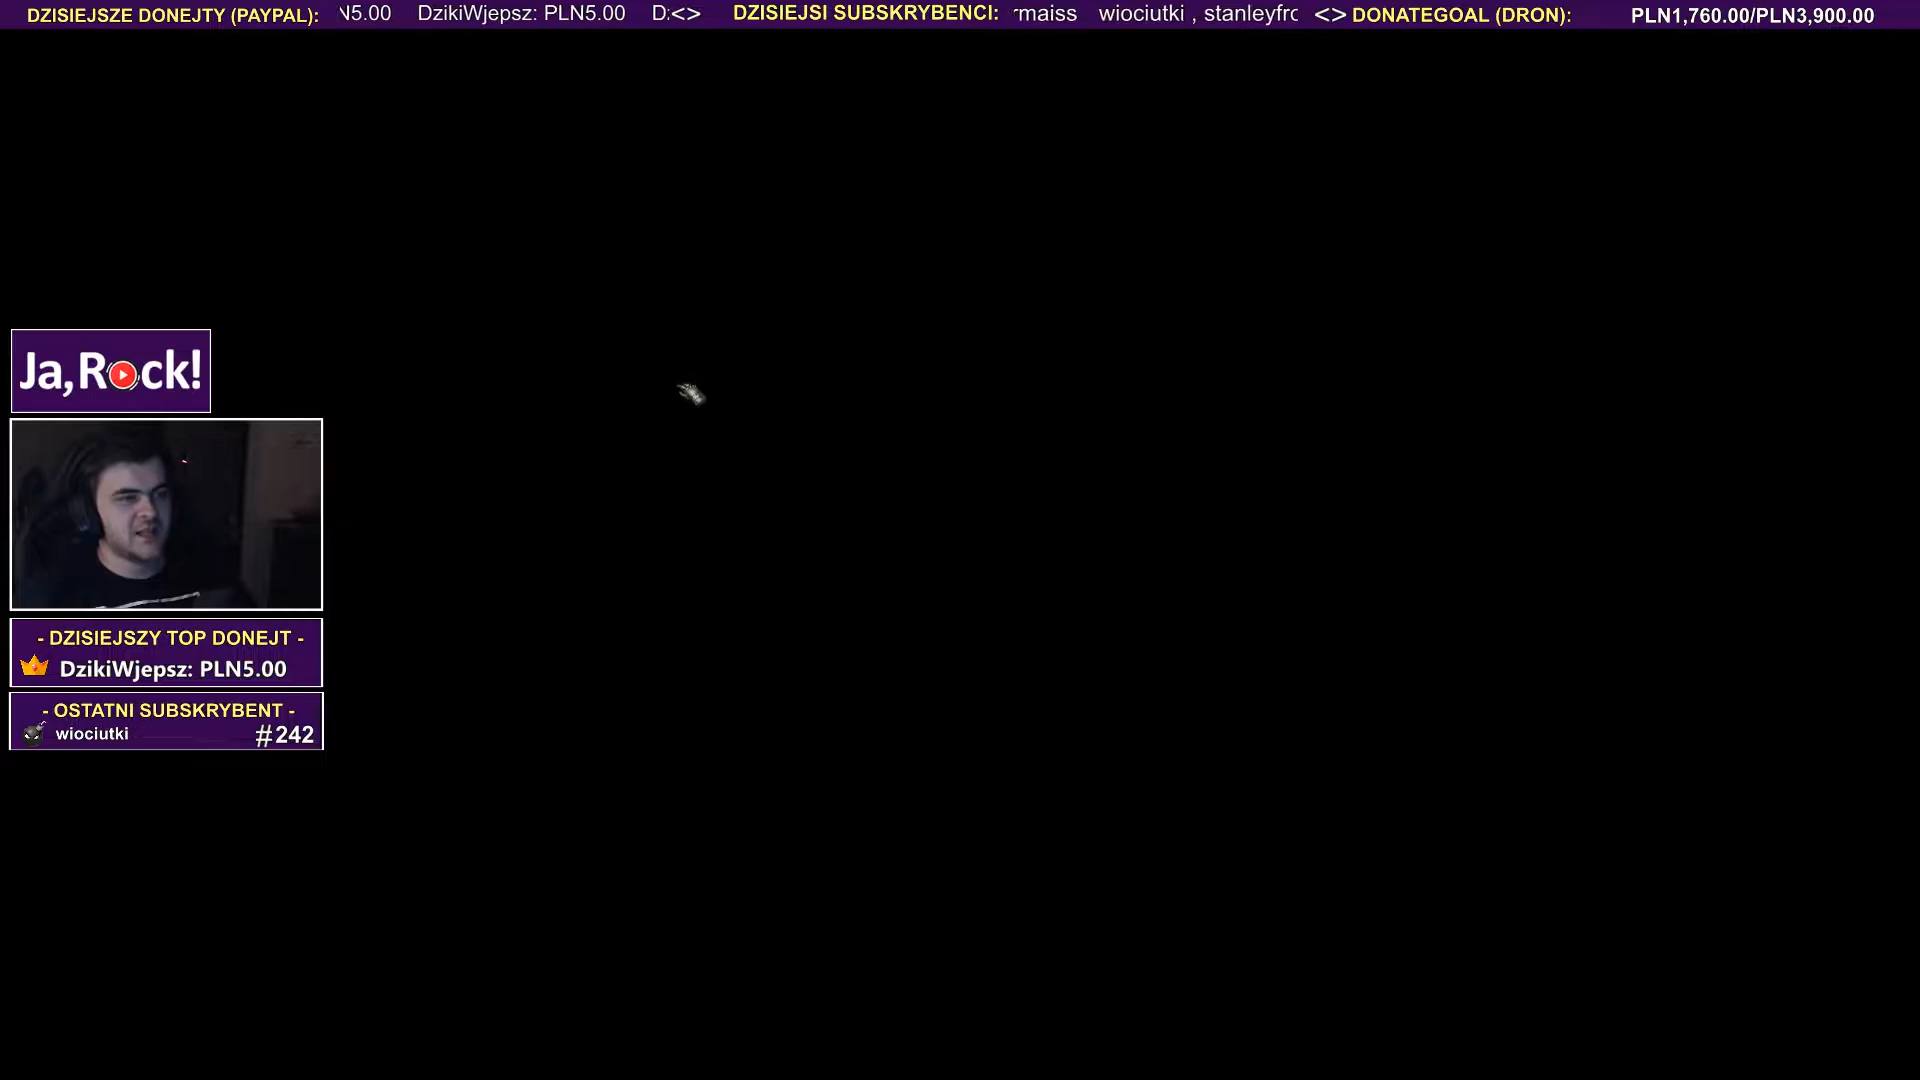 DZISIEJSZE DONEJTY (PAYPAL): N5.00 DzikiWjepsz: PLN5.00 D:<> DZISIEJSI SUBSKRYBENCI: rmaiss wiociutki , stanleyfrc <> DONATEGOAL (DRON): PLN1,760.00/PLN3,900.00
Ja,Rock!
- DZISIEJSZY TOP DONEJT -
DzikiWjepsz: PLN5.00
- OSTATNI SUBSKRYBENT -
wiociutki #242